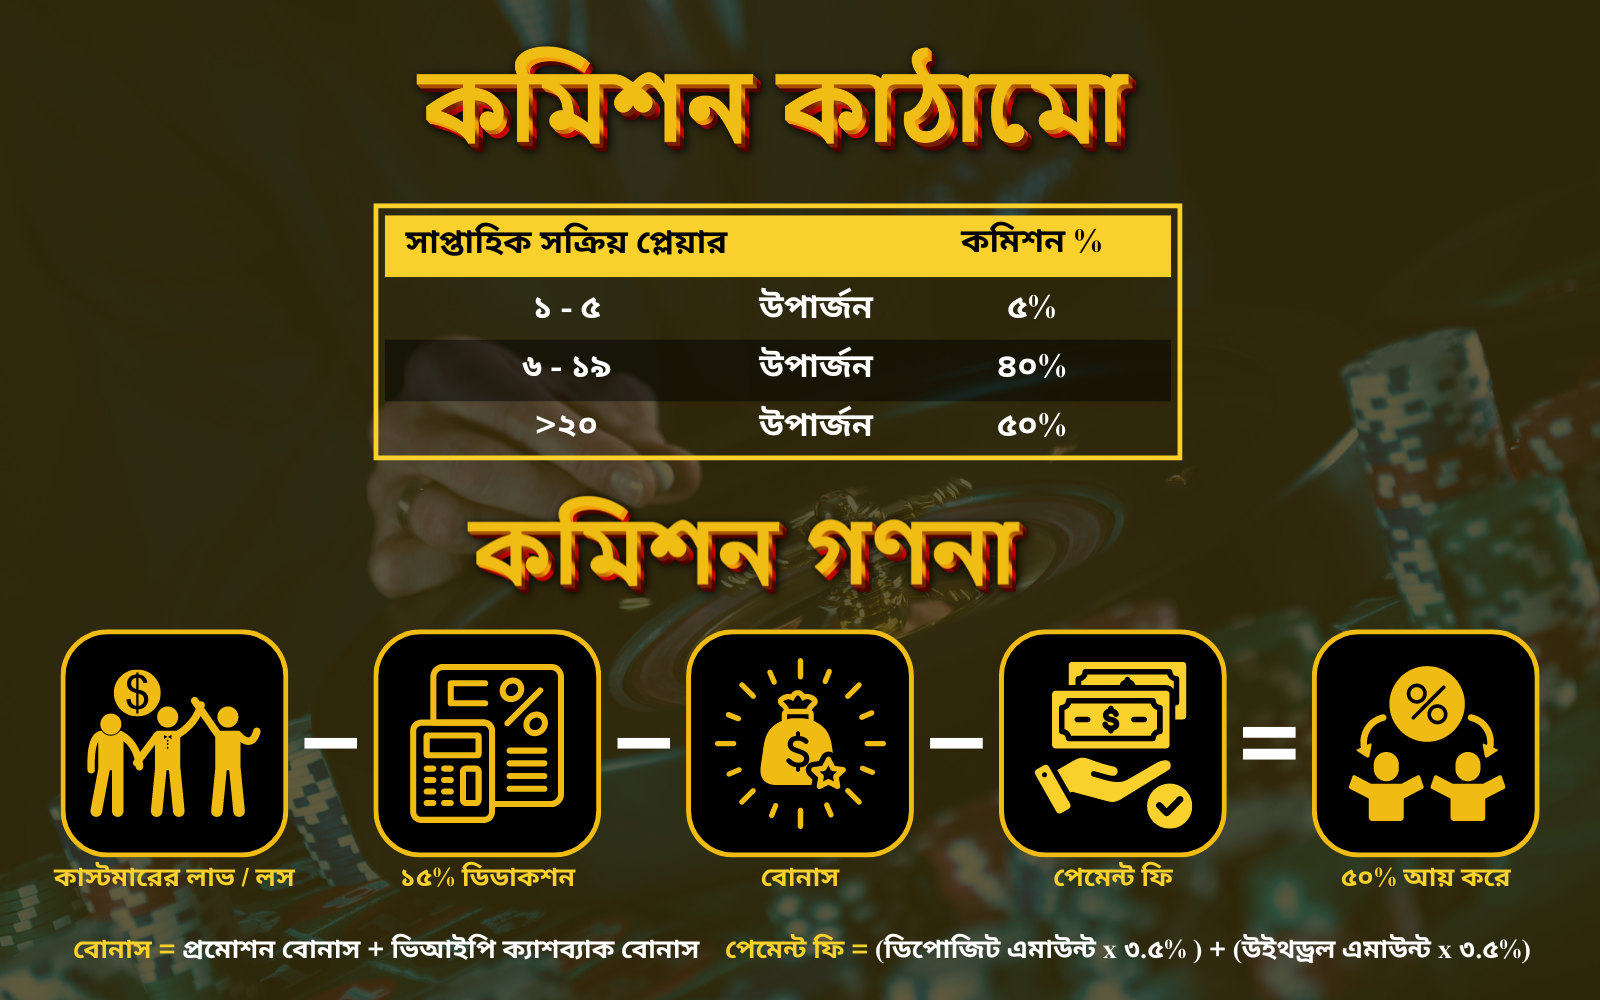 কমিশন কাঠামো
সাপ্তাহিক সক্রিয় প্লেয়ার কমিশন %
১ - ৫ উপার্জন ৫%
৬ - ১৯ উপার্জন ৪০%
>২০ উপার্জন ৫০%
কমিশন গণনা
কাস্টমারের লাভ / লস
১৫% ডিডাকশন
বোনাস
পেমেন্ট ফি
৫০% আয় করে
বোনাস = প্রমোশন বোনাস + ভিআইপি ক্যাশব্যাক বোনাস
পেমেন্ট ফি = (ডিপোজিট এমাউন্ট x ৩.৫% ) + (উইথড্রল এমাউন্ট x ৩.৫%)